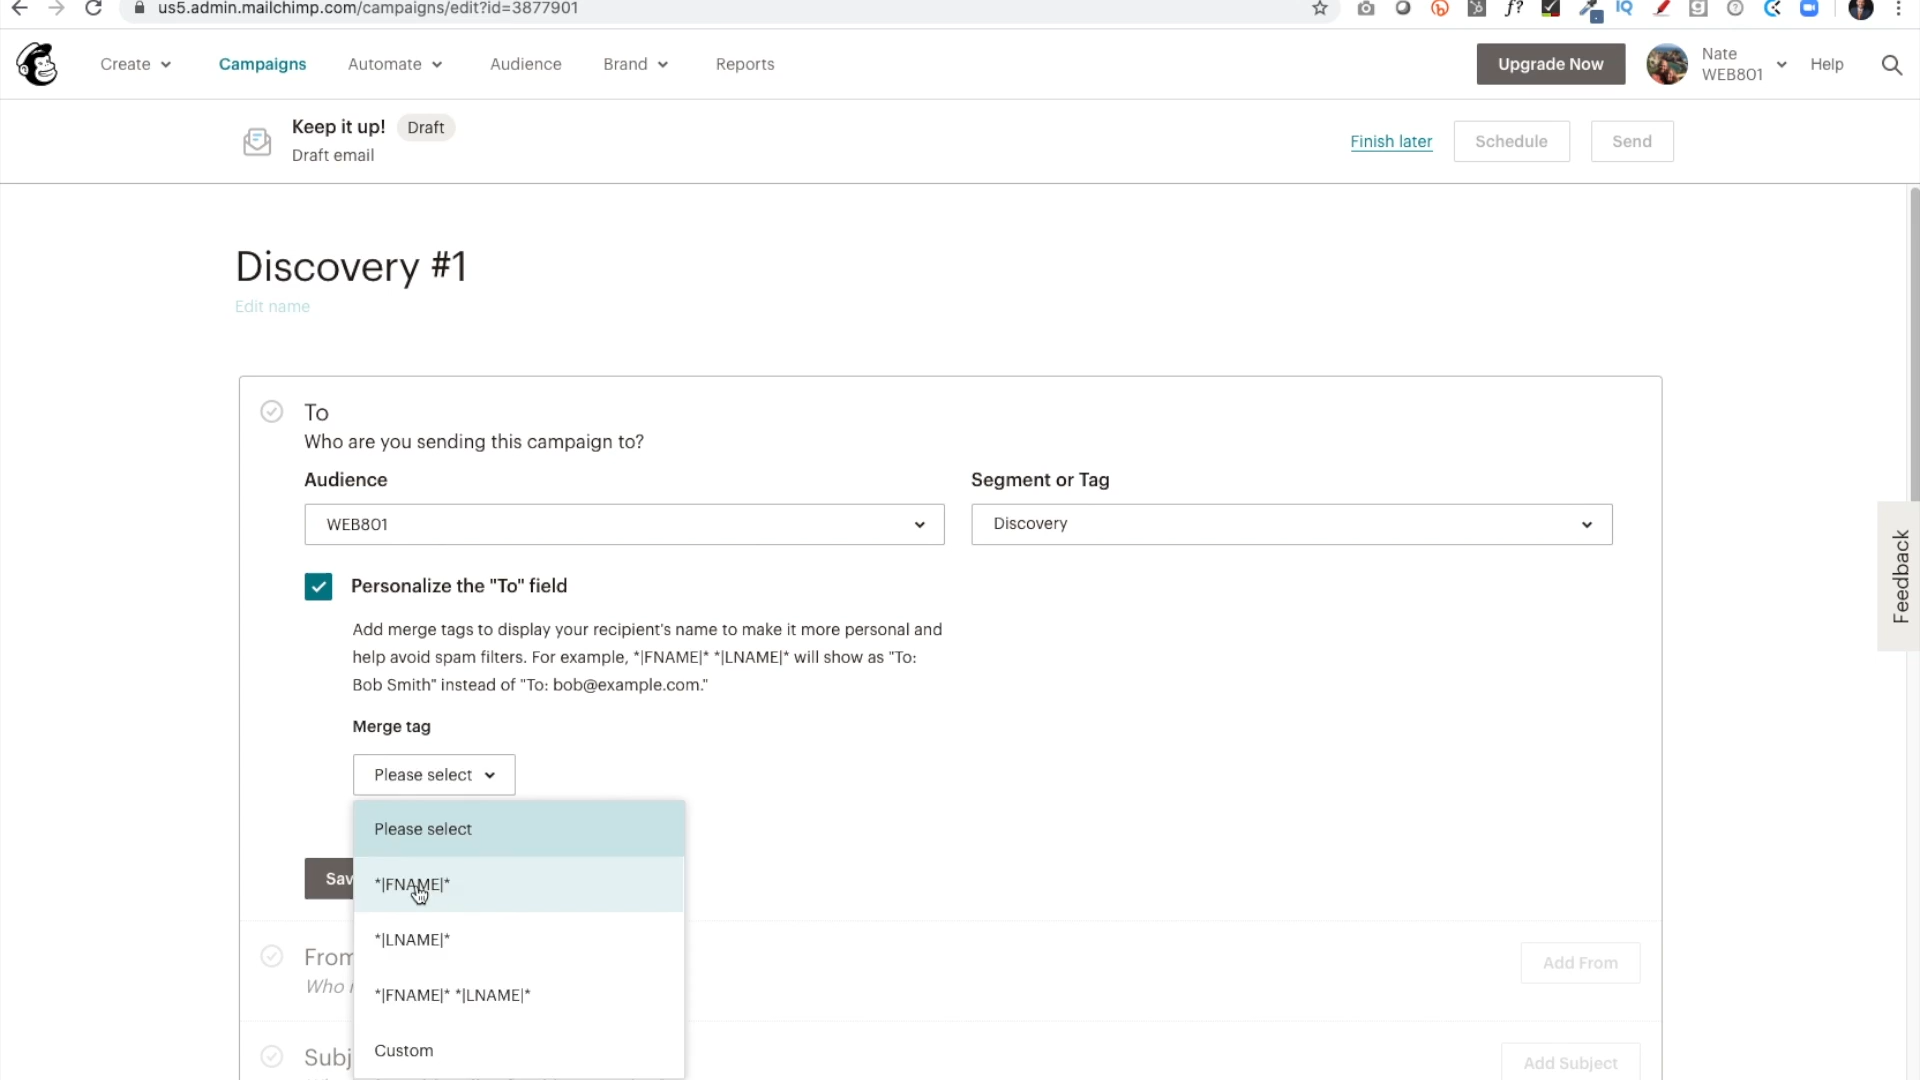 us5.admin.mailchimp.com/campaigns/edit?id=3877901
Create
Campaigns
Automate
Audience
Brand
Reports
Upgrade Now
Nate
WEB801
Help
Keep it up!
Draft
Draft email
Finish later
Schedule
Send
Discovery #1
Edit name
To
Who are you sending this campaign to?
Audience
Segment or Tag
WEB801
Discovery
Personalize the "To" field
Add merge tags to display your recipient's name to make it more personal and
help avoid spam filters. For example, *|FNAME|* *|LNAME|* will show as "To:
Bob Smith" instead of "To: bob@example.com."
Merge tag
Please select
Please select
Sav
*|FNAME|*
*|LNAME|*
From
Who
*|FNAME|* *|LNAME|*
Add From
Custom
Subj
Add Subject
Feedback